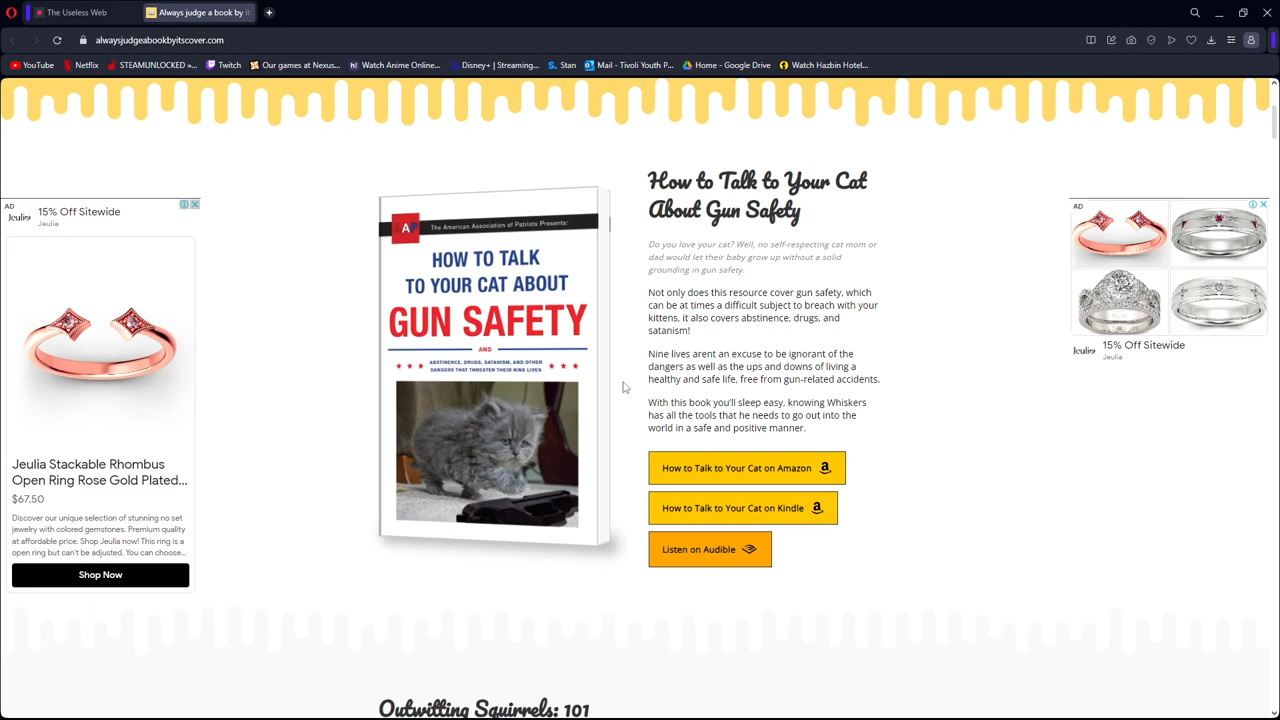 The Useless Web
Always judge a book by it
alwaysjudgeabookbyitscover.com
YouTube
Netflix
STEAMUNLOCKED »...
Twitch
Our games at Nexus...
Watch Anime Online...
Disney+ | Streaming...
Stan
Mail - Tivoli Youth P...
Home - Google Drive
Watch Hazbin Hotel...
AD
Jeulia
15% Off Sitewide
Jeulia
Jeulia Stackable Rhombus
Open Ring Rose Gold Plated...
$67.50
Discover our unique selection of stunning no set
jewelry with colored gemstones. Premium quality
at affordable price. Shop Jeulia now! This ring is a
open ring but can't be adjusted. You can choose...
Shop Now
AP
The American Association of Patriots Presents:
HOW TO TALK
TO YOUR CAT ABOUT
GUN SAFETY
AND
ABSTINENCE, DRUGS, SATANISM, AND OTHER
DANGERS THAT THREATEN THEIR NINE LIVES
How to Talk to Your Cat
About Gun Safety
Do you love your cat? Well, no self-respecting cat mom or
dad would let their baby grow up without a solid
grounding in gun safety.
Not only does this resource cover gun safety, which
can be at times a difficult subject to breach with your
kittens, it also covers abstinence, drugs, and
satanism!
Nine lives arent an excuse to be ignorant of the
dangers as well as the ups and downs of living a
healthy and safe life, free from gun-related accidents.
With this book you'll sleep easy, knowing Whiskers
has all the tools that he needs to go out into the
world in a safe and positive manner.
How to Talk to Your Cat on Amazon
How to Talk to Your Cat on Kindle
Listen on Audible
AD
Jeulia
15% Off Sitewide
Jeulia
Outwitting Squirrels: 101